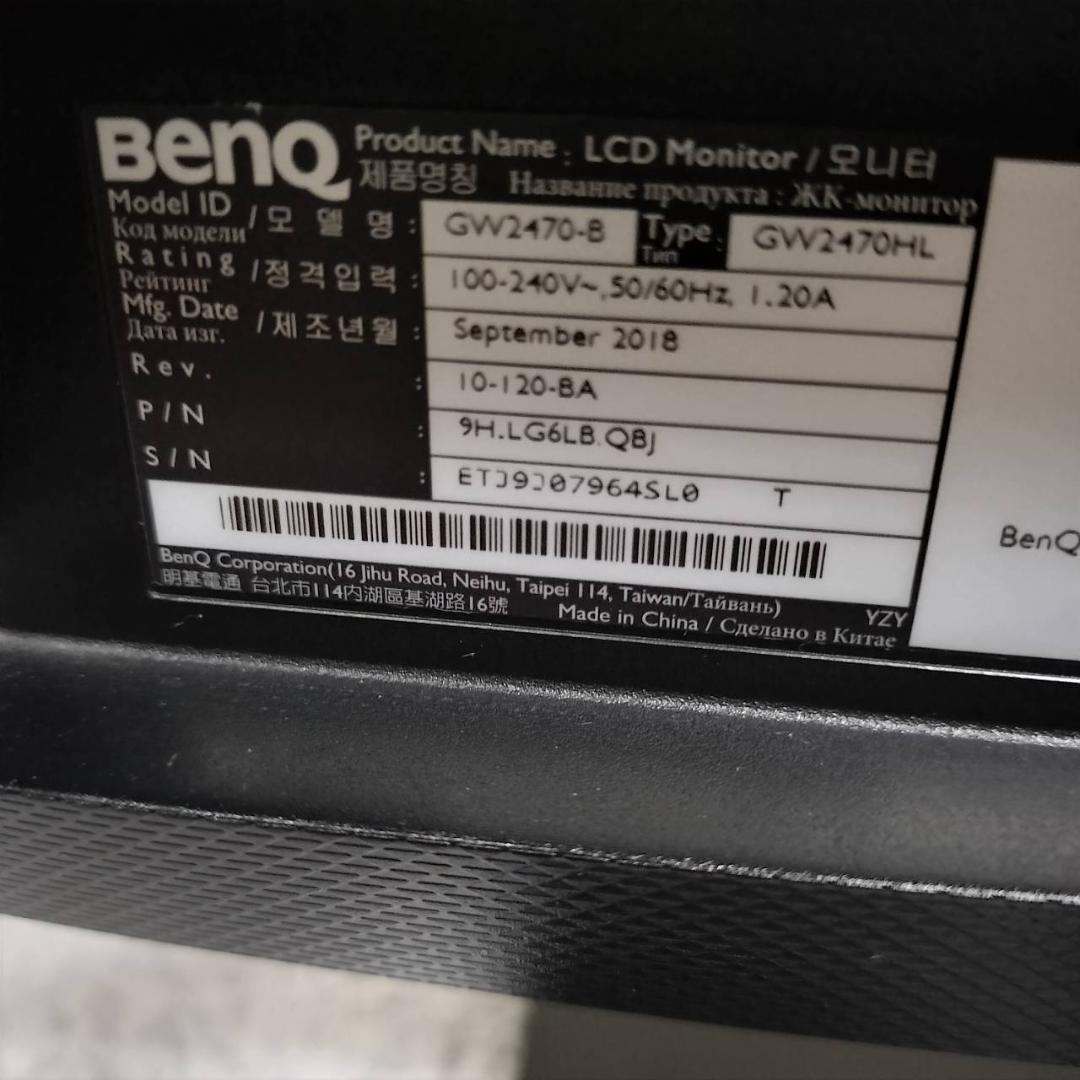 BenQ
Product Name : LCD Monitor / 모니터
제품명칭 Название продукта : ЖК-монитор
Model ID / 모 델 명 : GW2470-B Type : GW2470HL
Код модели Тип
Rating / 정격입력 : 100-240V~,50/60Hz, 1.20A
Рейтинг
Mfg. Date / 제조년월 : September 2018
Дата изг.
Rev. : 10-120-BA
P/N : 9H.LG6LB.QBJ
S/N : ETJ9J07964SL0 T
BenQ Corporation(16 Jihu Road, Neihu, Taipei 114, Taiwan/Тайвань)
明基電通 台北市114內湖區基湖路16號 YZY
Made in China / Сделано в Китае
BenQ